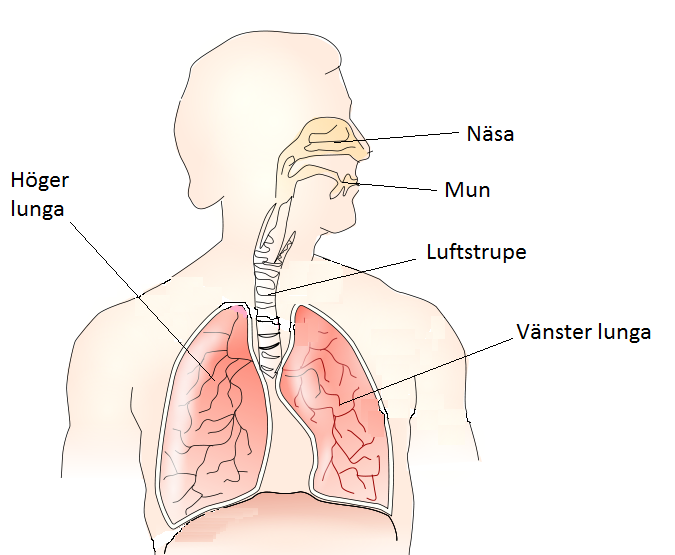 Näsa
Mun
Höger
lunga
Luftstrupe
Vänster lunga